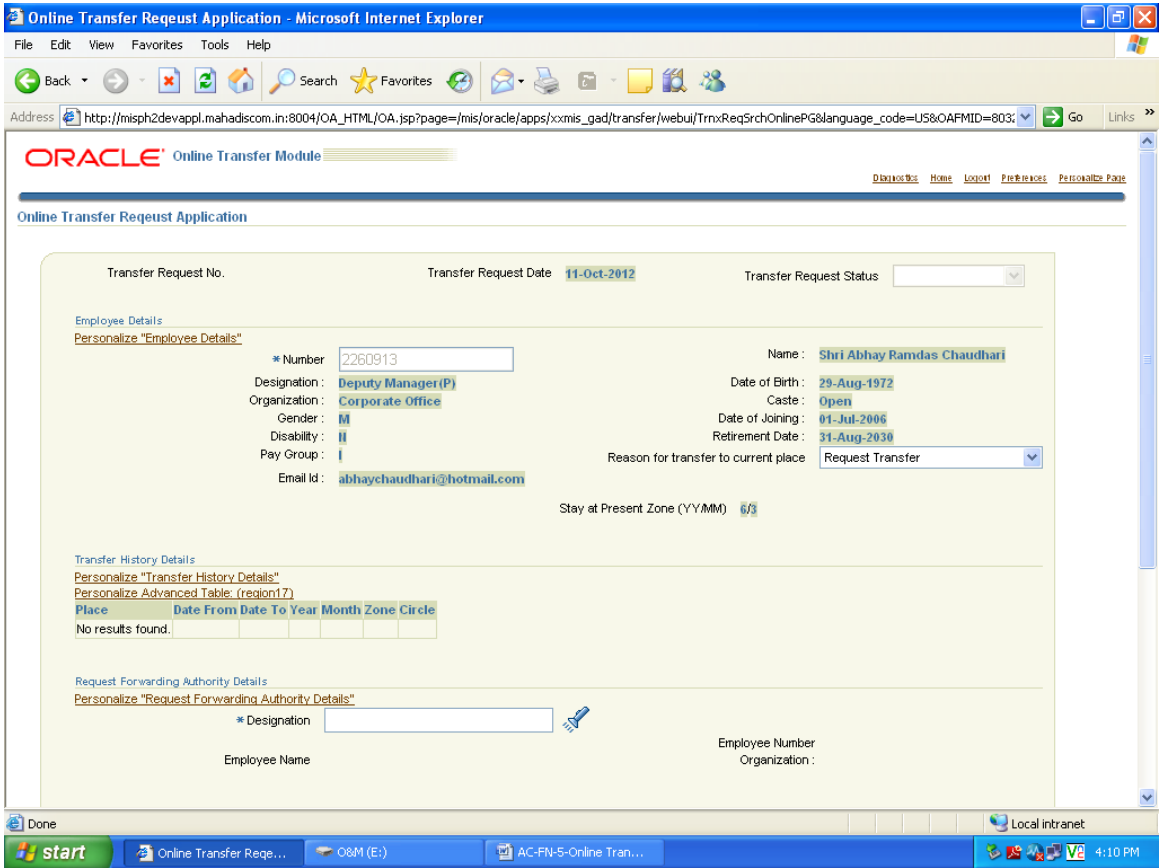 Online Transfer Reqeust Application - Microsoft Internet Explorer
File Edit View Favorites Tools Help
Back Search Favorites
Address http://misph2devappl.mahadiscom.in:8004/OA_HTML/OA.jsp?page=/mis/oracle/apps/xxmis_gad/transfer/webui/TrnxReqSrchOnlinePG&language_code=US&OAFMID=803 Go Links »
ORACLE Online Transfer Module
Diagnostics Home Logout Preferences Personalize Page
Online Transfer Reqeust Application
Transfer Request No. Transfer Request Date 11-Oct-2012 Transfer Request Status
Employee Details
Personalize "Employee Details"
* Number 2260913 Name : Shri Abhay Ramdas Chaudhari
Designation : Deputy Manager(P) Date of Birth : 29-Aug-1972
Organization : Corporate Office Caste : Open
Gender : M Date of Joining : 01-Jul-2006
Disability : N Retirement Date : 31-Aug-2030
Pay Group : I Reason for transfer to current place Request Transfer
Email Id : abhaychaudhari@hotmail.com
Stay at Present Zone (YY/MM) 6/3
Transfer History Details
Personalize "Transfer History Details"
Personalize Advanced Table: (region17)
Place Date From Date To Year Month Zone Circle
No results found.
Request Forwarding Authority Details
Personalize "Request Forwarding Authority Details"
* Designation
Employee Number
Employee Name Organization :
Done Local intranet
start Online Transfer Reqe... O&M (E:) AC-FN-5-Online Tran... 4:10 PM